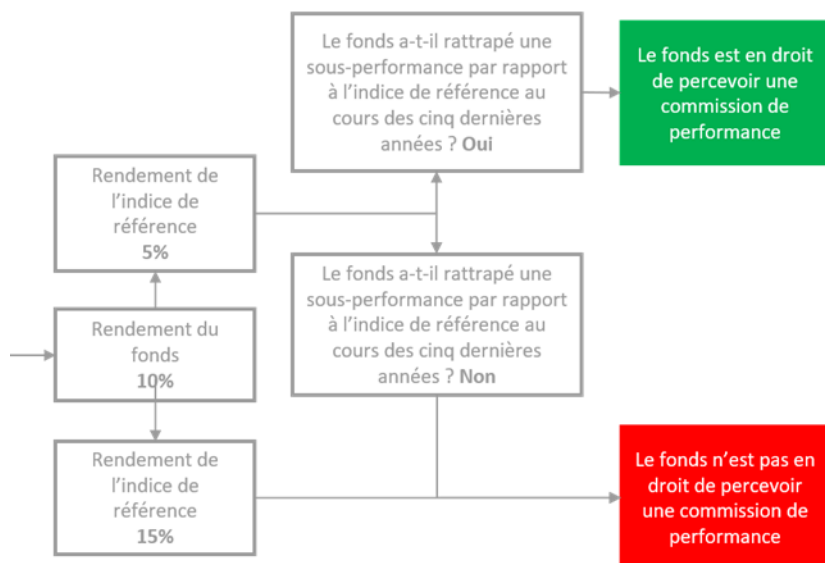 Le fonds a-t-il rattrapé une
sous-performance par rapport
à l'indice de référence au
cours des cinq dernières
années ? Oui
Le fonds est en droit
de percevoir une
commission de
performance
Rendement de
l'indice de
référence
5%
Le fonds a-t-il rattrapé une
sous-performance par rapport
à l'indice de référence au
cours des cinq dernières
années ? Non
Rendement du
fonds
10%
Rendement de
l'indice de
référence
15%
Le fonds n'est pas en
droit de percevoir
une commission de
performance